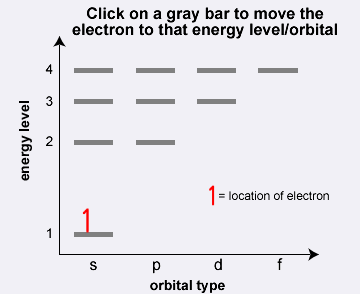 Click on a gray bar to move the
electron to that energy level/orbital
4
3
energy level
2
1 = location of electron
1
1
s p d f
orbital type